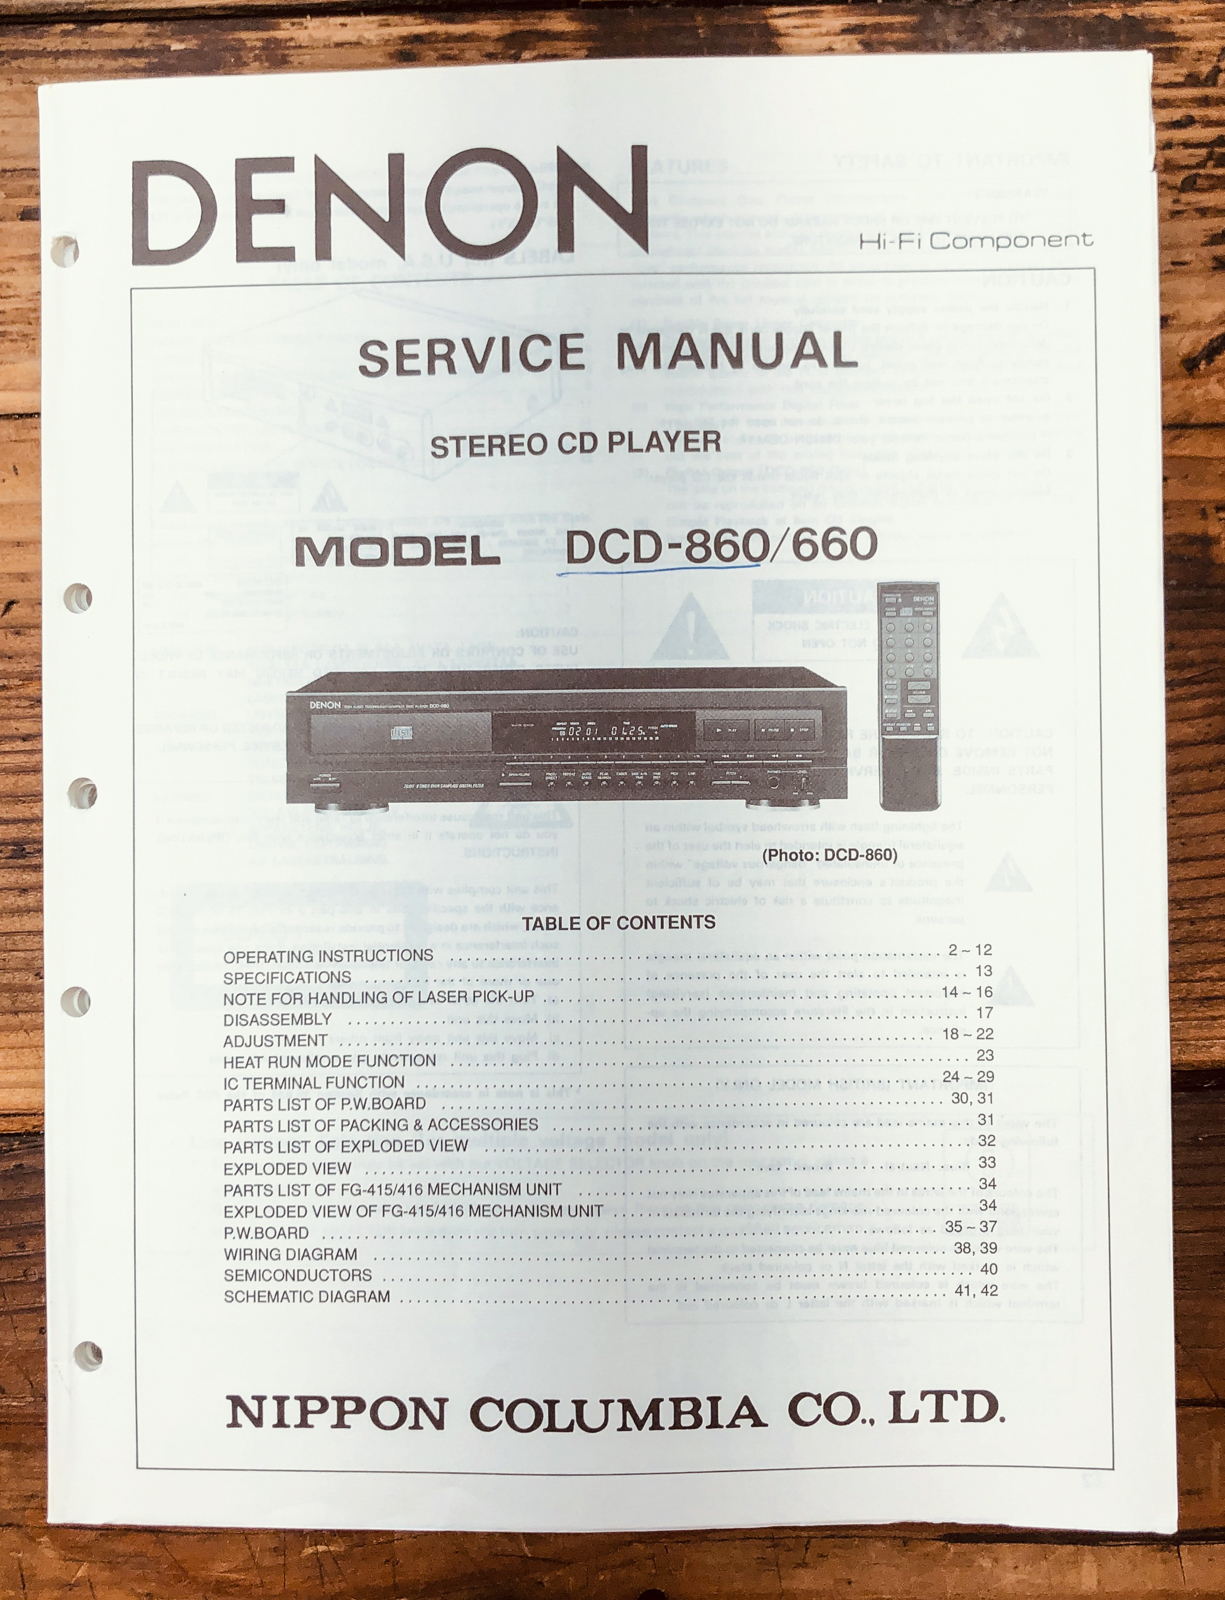 DENON
Hi-Fi Component
SERVICE MANUAL
STEREO CD PLAYER
MODEL DCD-860/660
DENON
DENON
(Photo: DCD-860)
TABLE OF CONTENTS
OPERATING INSTRUCTIONS 2 ~ 12
SPECIFICATIONS 13
NOTE FOR HANDLING OF LASER PICK-UP 14 ~ 16
DISASSEMBLY 17
ADJUSTMENT 18 ~ 22
HEAT RUN MODE FUNCTION 23
IC TERMINAL FUNCTION 24 ~ 29
PARTS LIST OF P.W.BOARD 30, 31
PARTS LIST OF PACKING & ACCESSORIES 31
PARTS LIST OF EXPLODED VIEW 32
EXPLODED VIEW 33
PARTS LIST OF FG-415/416 MECHANISM UNIT 34
EXPLODED VIEW OF FG-415/416 MECHANISM UNIT 34
P.W.BOARD 35 ~ 37
WIRING DIAGRAM 38, 39
SEMICONDUCTORS 40
SCHEMATIC DIAGRAM 41, 42
NIPPON COLUMBIA CO., LTD.